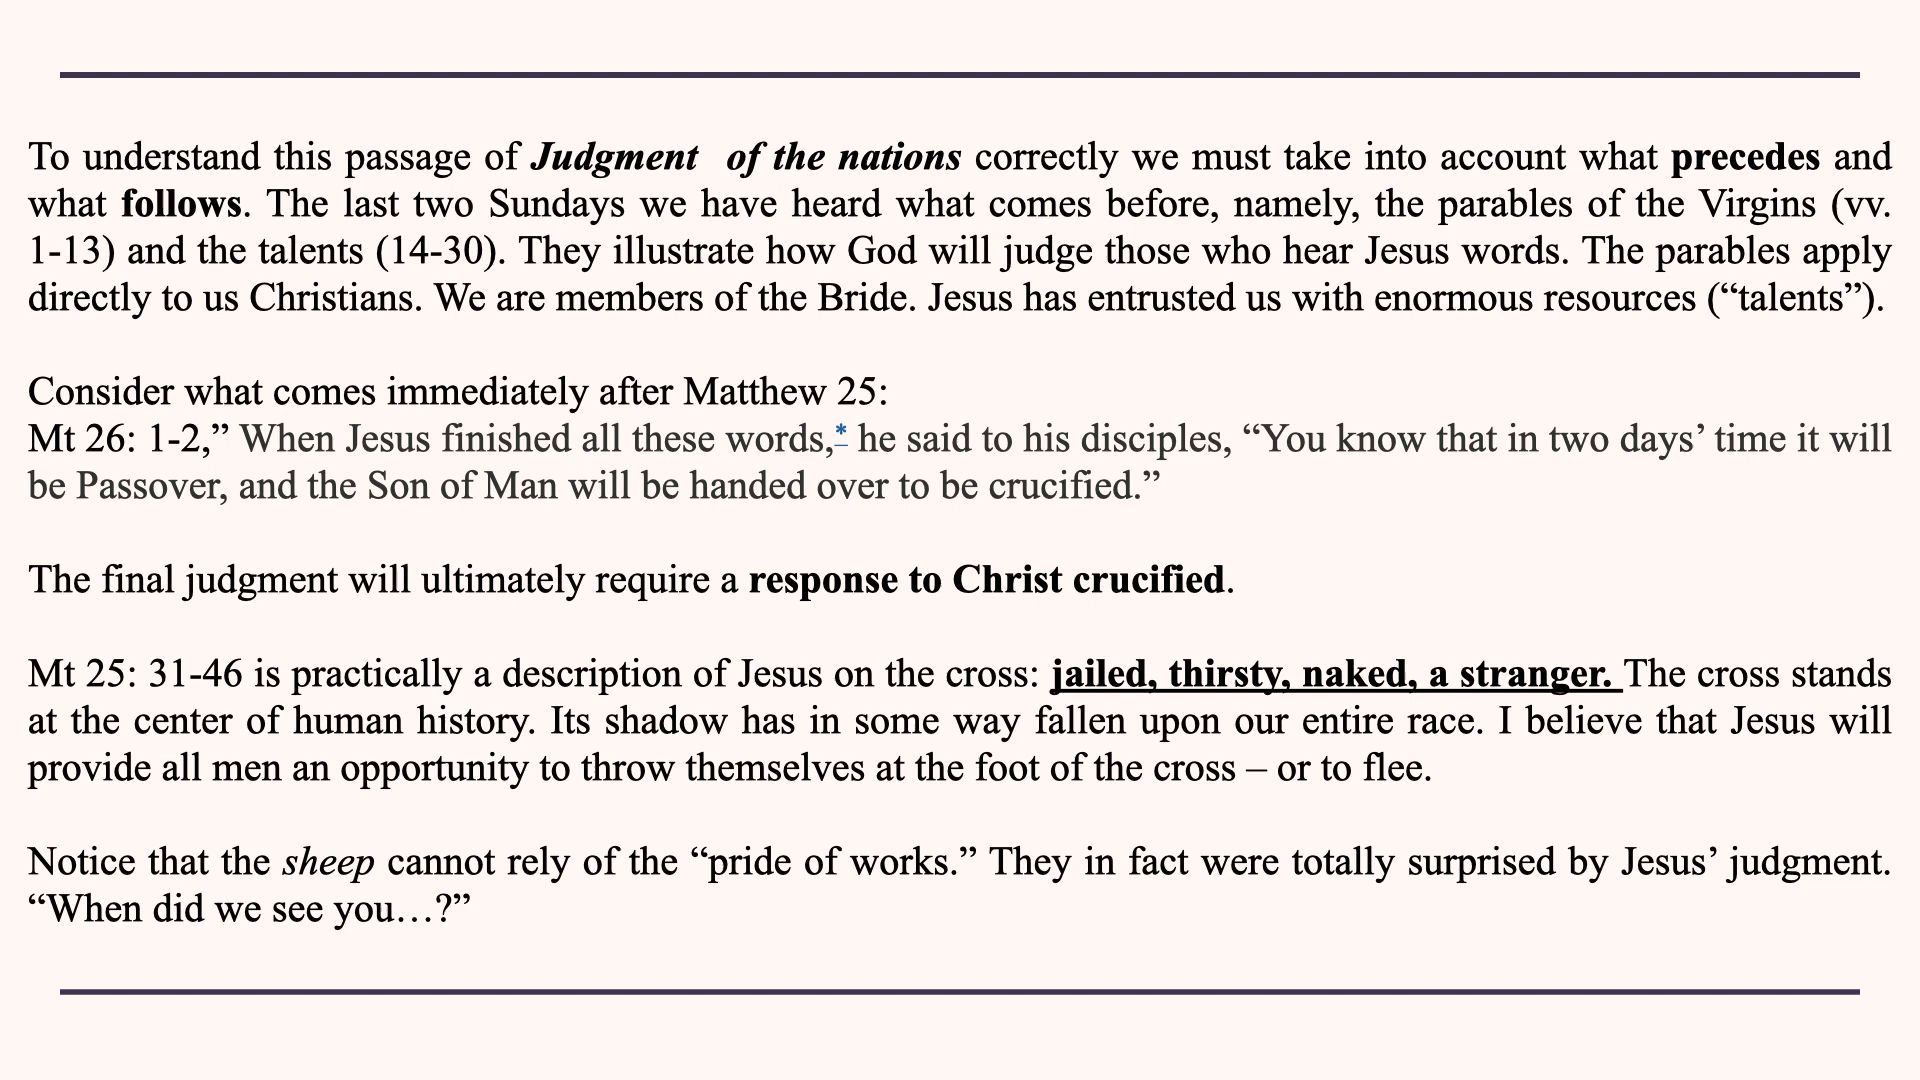 To understand this passage of Judgment  of the nations correctly we must take into account what precedes and
what follows. The last two Sundays we have heard what comes before, namely, the parables of the Virgins (vv.
1-13) and the talents (14-30). They illustrate how God will judge those who hear Jesus words. The parables apply
directly to us Christians. We are members of the Bride. Jesus has entrusted us with enormous resources (“talents”).
Consider what comes immediately after Matthew 25:
Mt 26: 1-2,” When Jesus finished all these words,* he said to his disciples, “You know that in two days’ time it will
be Passover, and the Son of Man will be handed over to be crucified.”
The final judgment will ultimately require a response to Christ crucified.
Mt 25: 31-46 is practically a description of Jesus on the cross: jailed, thirsty, naked, a stranger. The cross stands
at the center of human history. Its shadow has in some way fallen upon our entire race. I believe that Jesus will
provide all men an opportunity to throw themselves at the foot of the cross – or to flee.
Notice that the sheep cannot rely of the “pride of works.” They in fact were totally surprised by Jesus’ judgment.
“When did we see you…?”